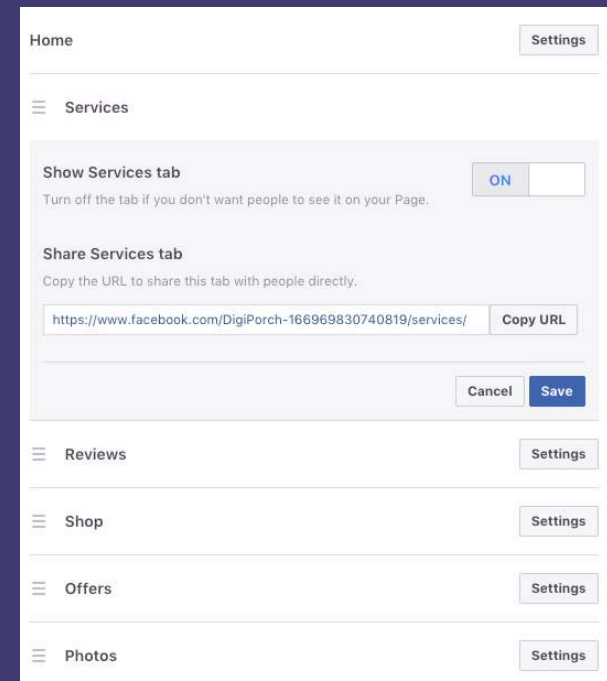 Home
Settings
Services
Show Services tab
ON
Turn off the tab if you don't want people to see it on your Page.
Share Services tab
Copy the URL to share this tab with people directly.
https://www.facebook.com/DigiPorch-166969830740819/services/
Copy URL
Cancel
Save
Reviews
Settings
Shop
Settings
Offers
Settings
Photos
Settings